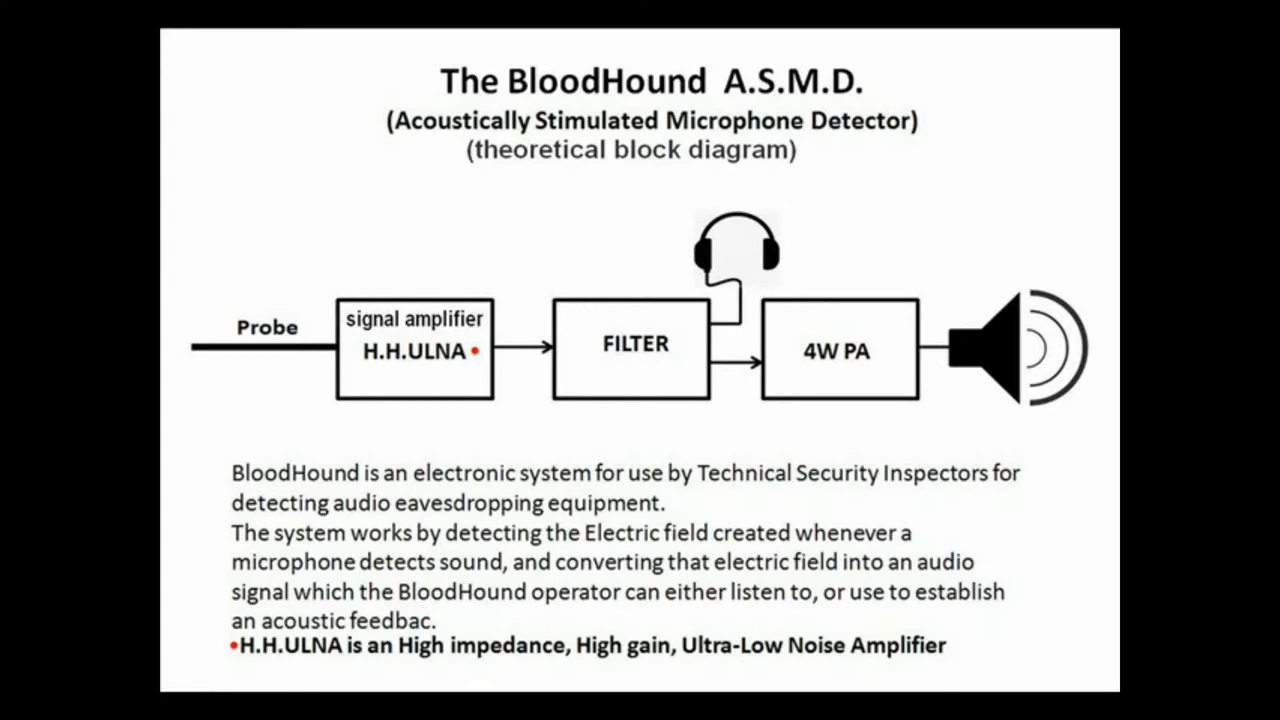 The BloodHound A.S.M.D.
(Acoustically Stimulated Microphone Detector)
(theoretical block diagram)
Probe
signal amplifier
H.H.ULNA •
FILTER
4W PA
BloodHound is an electronic system for use by Technical Security Inspectors for
detecting audio eavesdropping equipment.
The system works by detecting the Electric field created whenever a
microphone detects sound, and converting that electric field into an audio
signal which the BloodHound operator can either listen to, or use to establish
an acoustic feedbac.
•H.H.ULNA is an High impedance, High gain, Ultra-Low Noise Amplifier